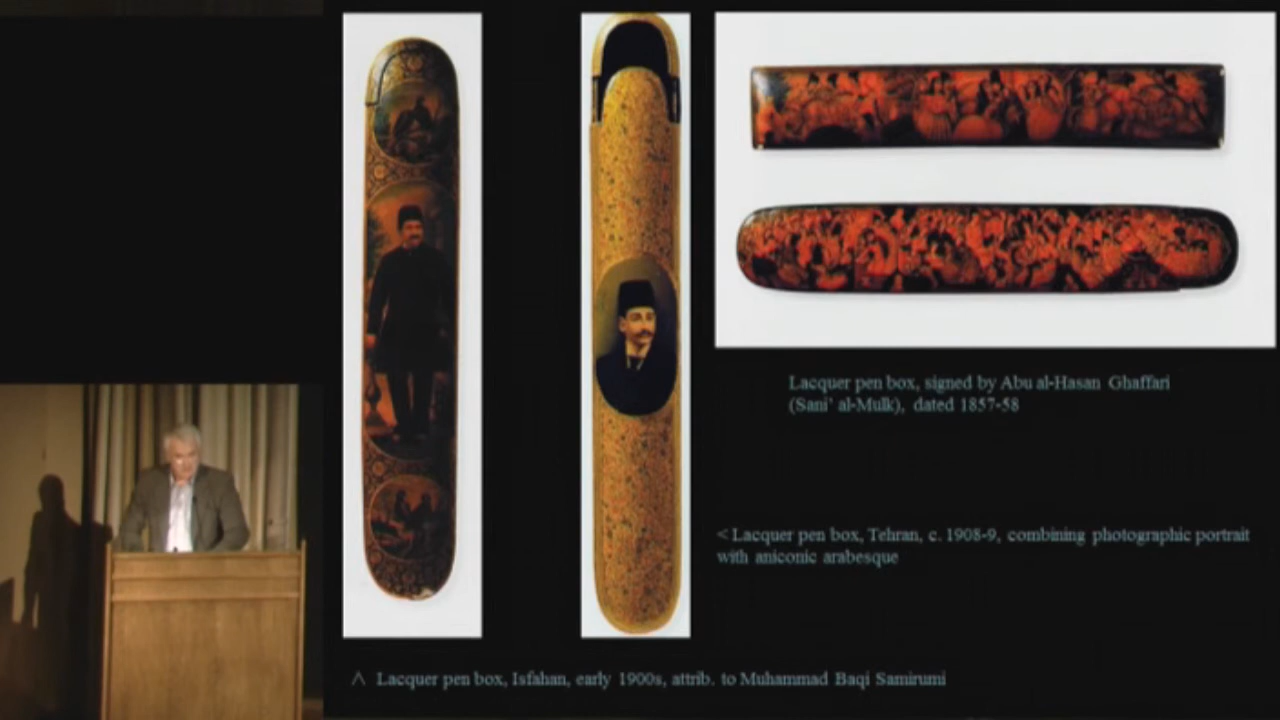 Lacquer pen box, signed by Abu al-Hasan Ghaffari
(Sani' al-Mulk), dated 1857-58
< Lacquer pen box, Tehran, c. 1908-9, combining photographic portrait
with aniconic arabesque
^ Lacquer pen box, Isfahan, early 1900s, attrib. to Muhammad Baqi Samirumi